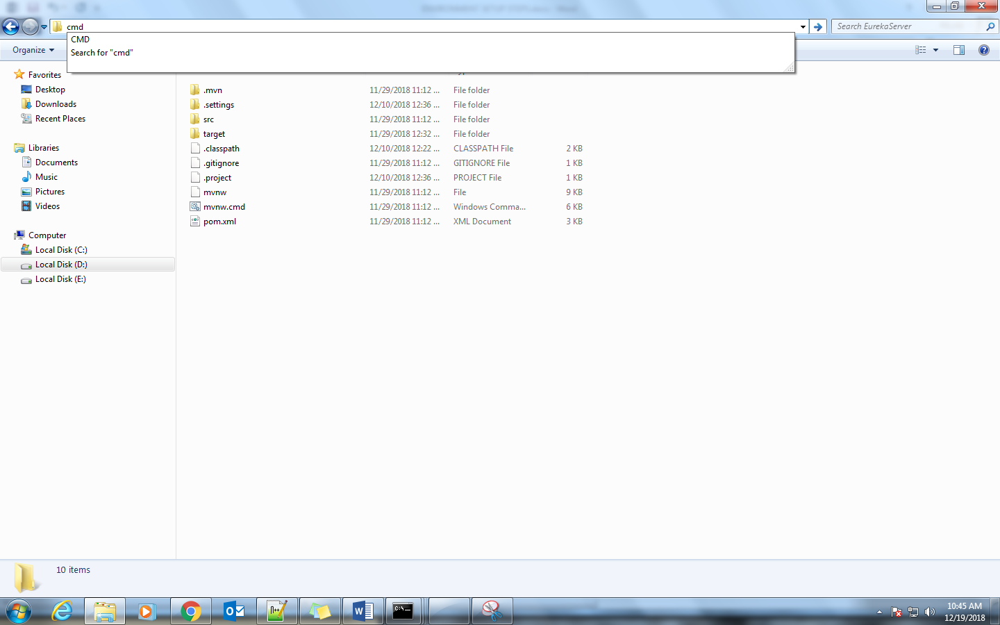 cmd
Search EurekaServer
CMD
Search for "cmd"
Organize
Favorites
Desktop
Downloads
Recent Places
Libraries
Documents
Music
Pictures
Videos
Computer
Local Disk (C:)
Local Disk (D:)
Local Disk (E:)
.mvn 11/29/2018 11:12 ... File folder
.settings 12/10/2018 12:36 ... File folder
src 11/29/2018 11:12 ... File folder
target 11/29/2018 12:32 ... File folder
.classpath 12/10/2018 12:22 ... CLASSPATH File 2 KB
.gitignore 11/29/2018 11:12 ... GITIGNORE File 1 KB
.project 12/10/2018 12:36 ... PROJECT File 1 KB
mvnw 11/29/2018 11:12 ... File 9 KB
mvnw.cmd 11/29/2018 11:12 ... Windows Comma... 6 KB
pom.xml 11/29/2018 11:12 ... XML Document 3 KB
10 items
10:45 AM
12/19/2018